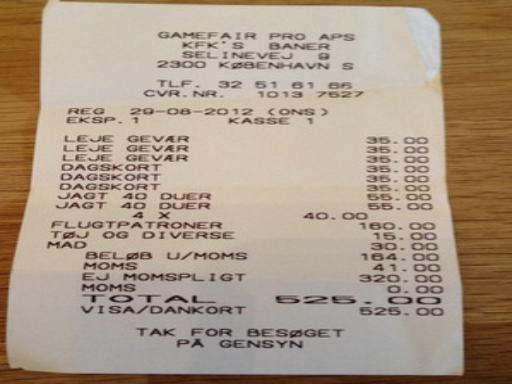 GAMEFAIR PRO APS
KFK'S BANER
SELINEVEJ 9
2300 KØBENHAVN S
TLF. 32 51 61 86
CVR.NR. 1013 7527
REG 29-08-2012 (ONS)
EKSP. 1 KASSE 1
LEJE GEVÆR 35.00
LEJE GEVÆR 35.00
LEJE GEVÆR 35.00
DAGSKORT 35.00
DAGSKORT 35.00
DAGSKORT 35.00
JAGT 40 DUER 55.00
JAGT 40 DUER 55.00
4 X 40.00
FLUGTPATRONER 160.00
TØJ OG DIVERSE 15.00
MAD 30.00
BELØB U/MOMS 164.00
MOMS 41.00
EJ MOMSPLIGT 320.00
MOMS 0.00
TOTAL 525.00
VISA/DANKORT 525.00
TAK FOR BESØGET
PÅ GENSYN